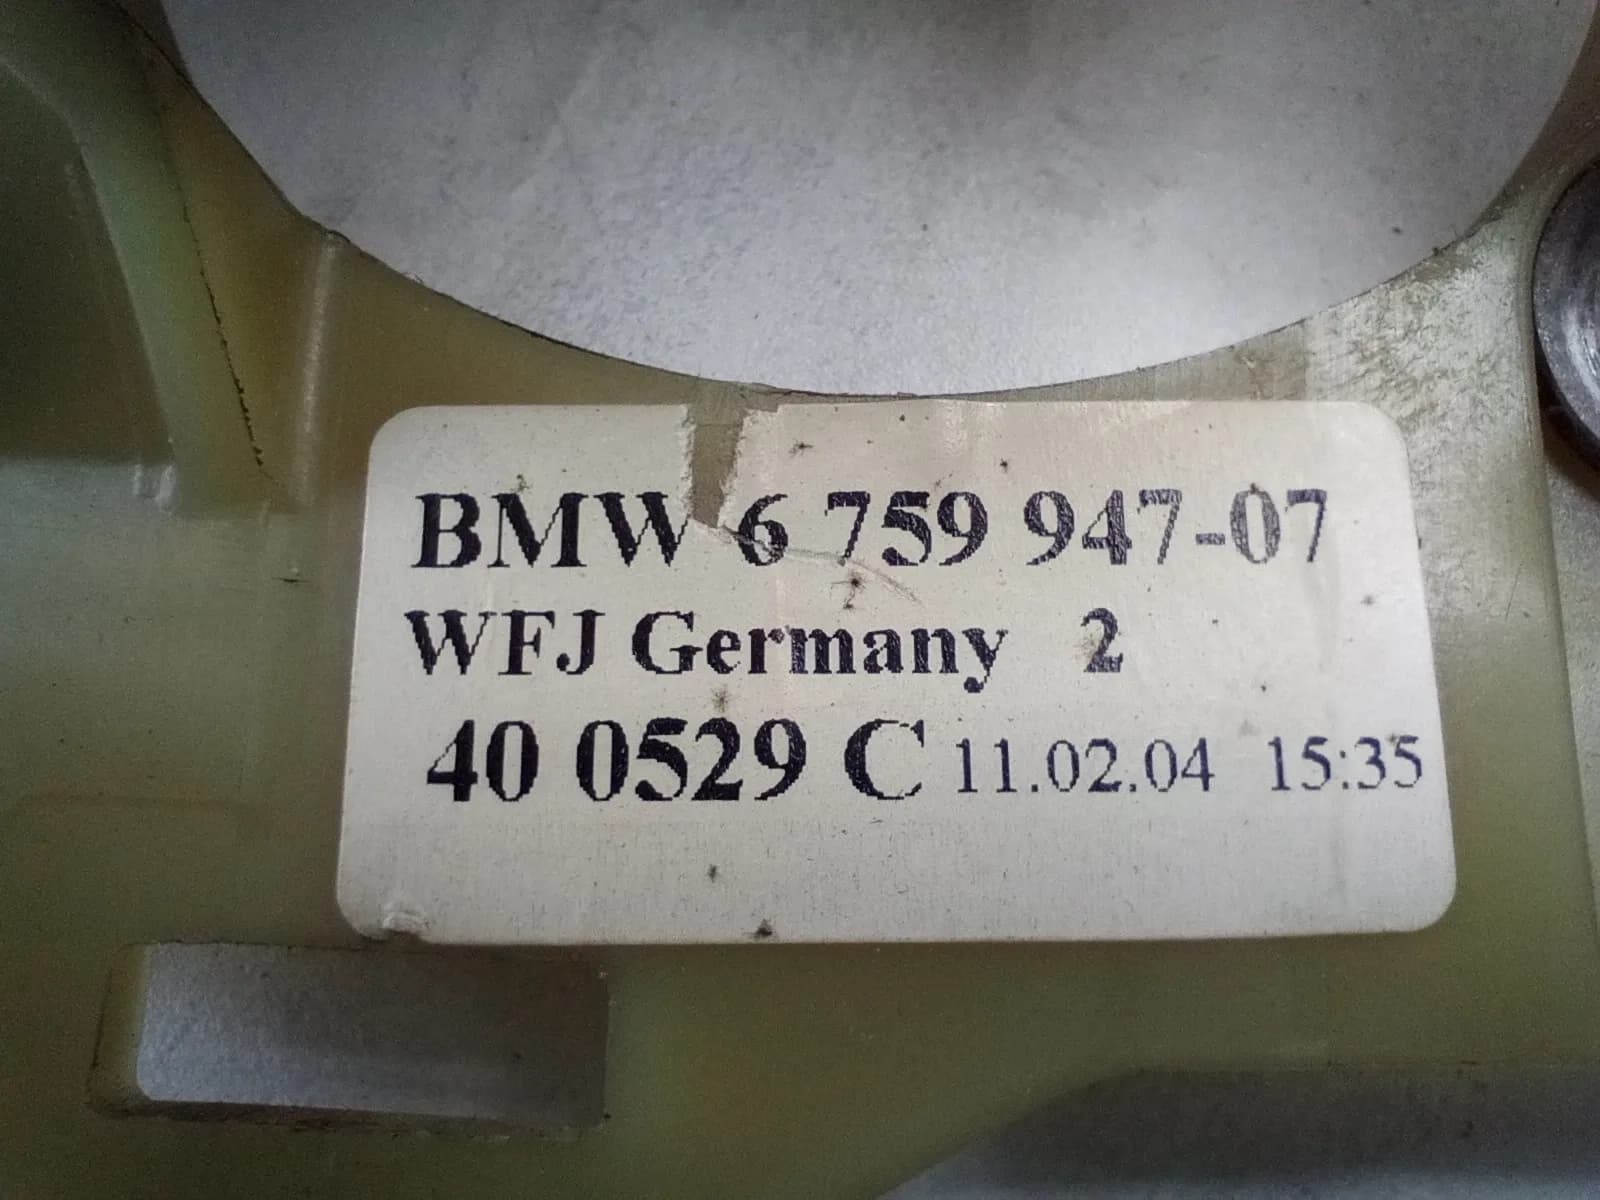 BMW 6 759 947-07
WFJ Germany 2
40 0529 C 11.02.04 15:35